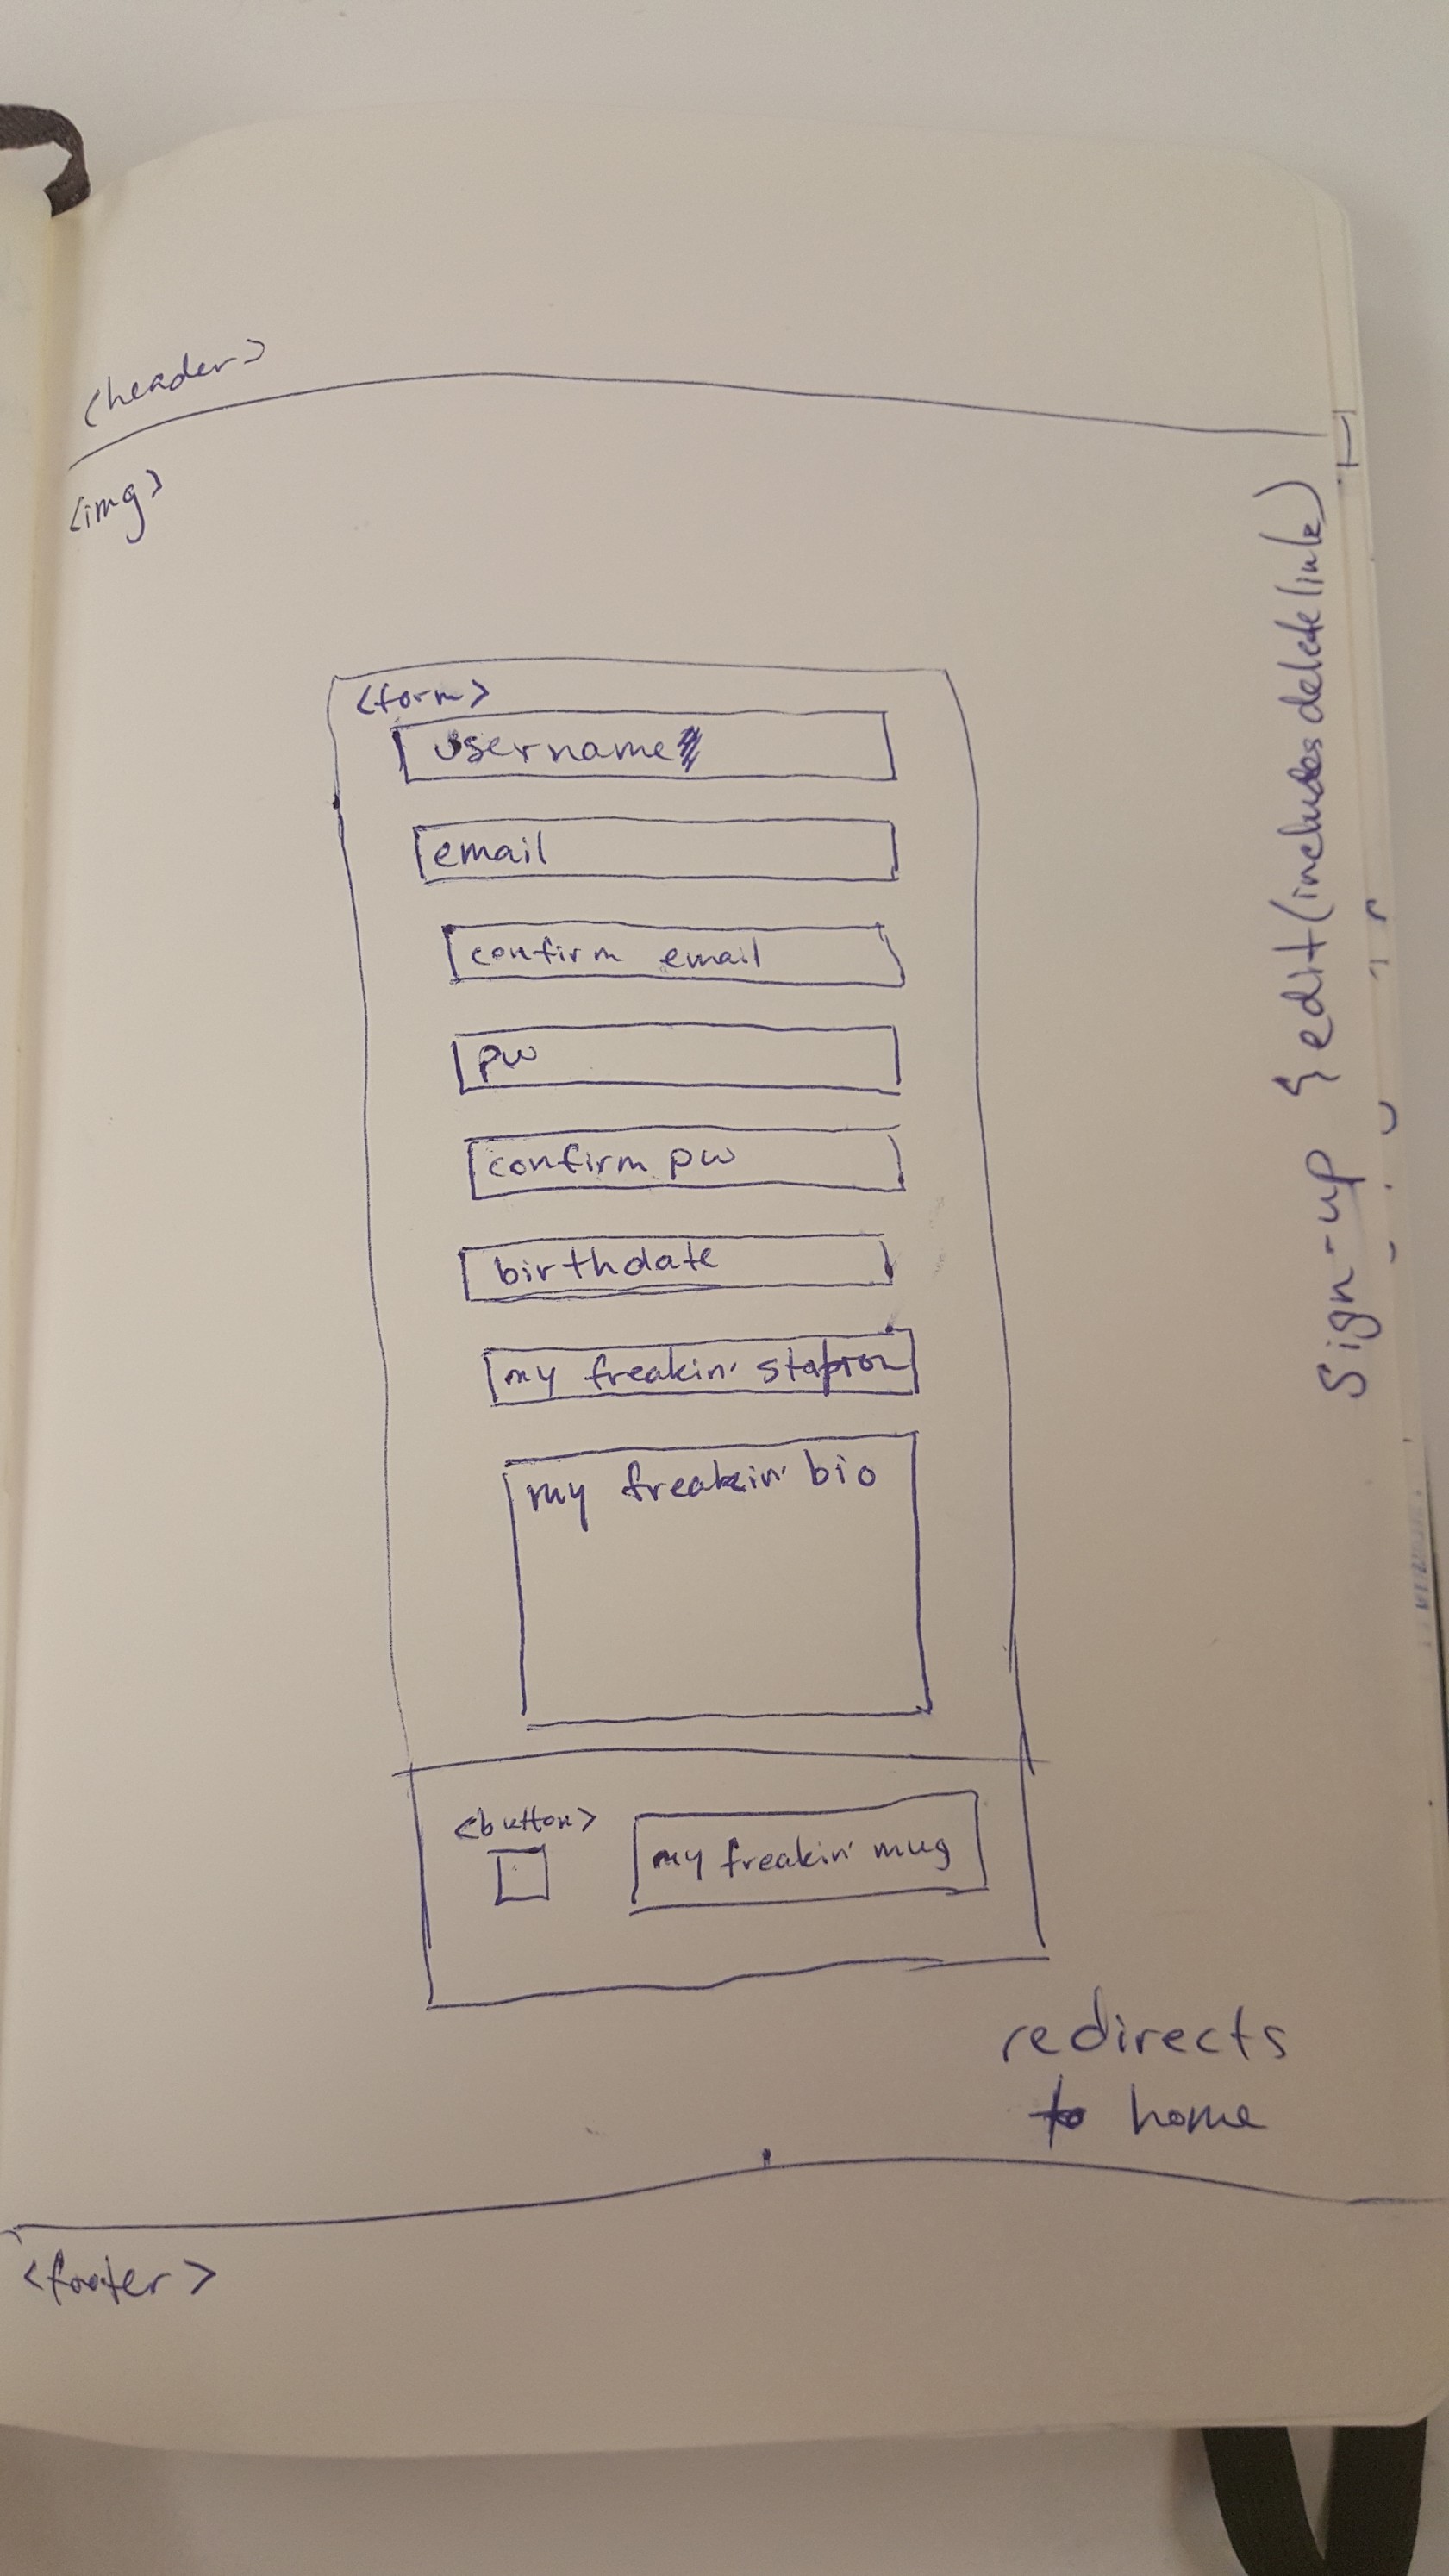 <header>
<img>
<form>
username
email
confirm email
pw
confirm pw
birthdate
my freakin' station
my freakin' bio
<button>
my freakin' mug
redirects
to home
<footer>
Sign-up & edit (includes delete link)